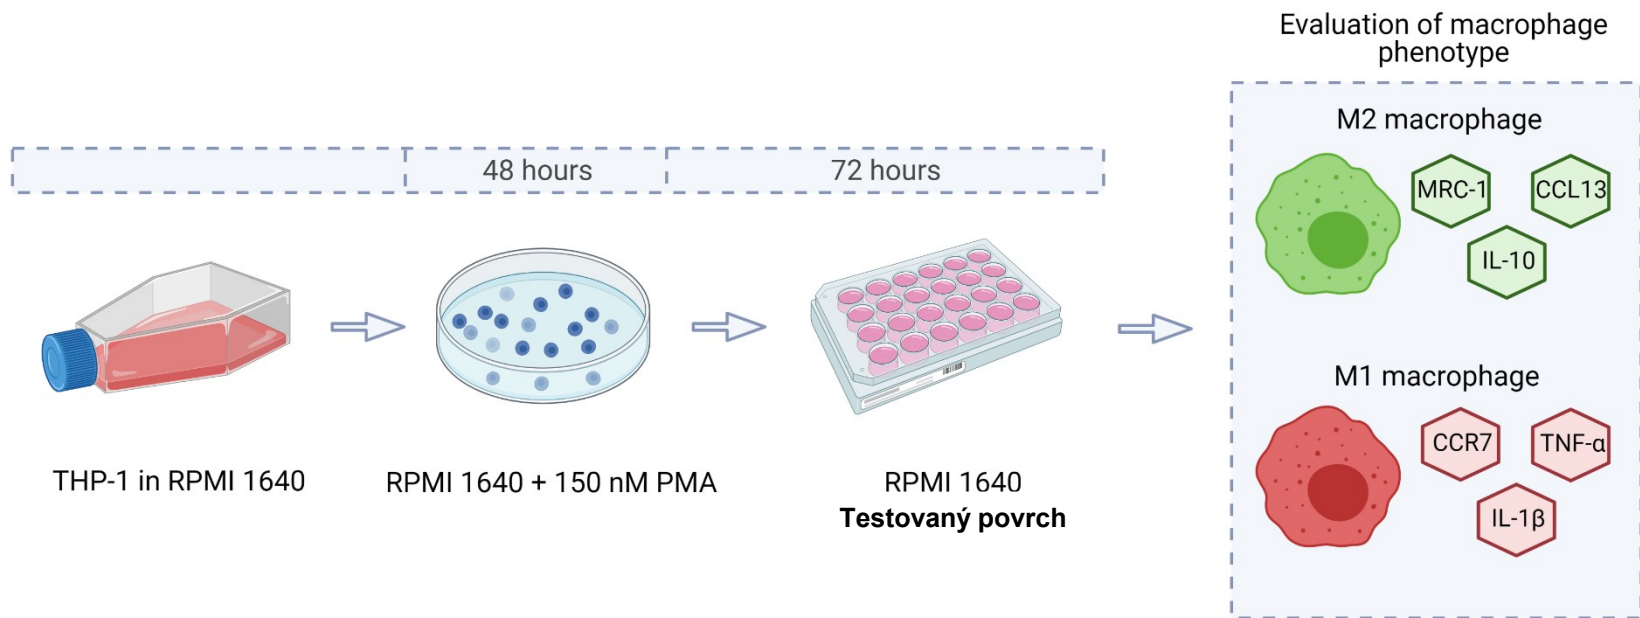 Evaluation of macrophage
phenotype
48 hours
72 hours
M2 macrophage
MRC-1
CCL13
IL-10
M1 macrophage
CCR7
TNF-α
IL-1β
THP-1 in RPMI 1640
RPMI 1640 + 150 nM PMA
RPMI 1640
Testovaný povrch